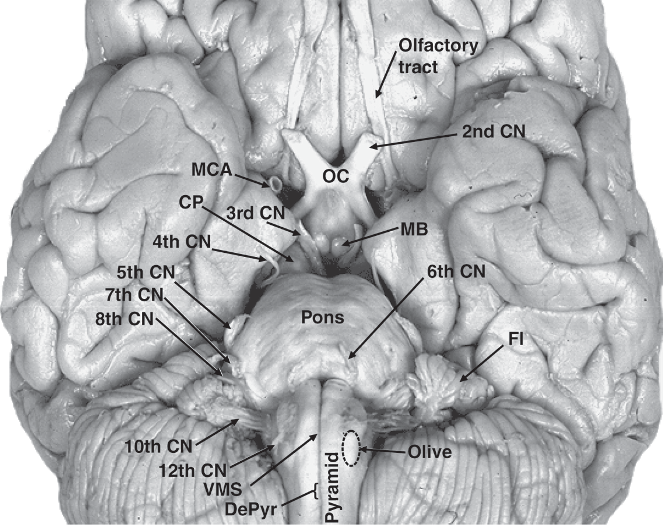 Olfactory
tract
2nd CN
MCA
OC
CP
3rd CN
MB
4th CN
5th CN
6th CN
7th CN
8th CN
Pons
FI
10th CN
12th CN
Olive
VMS
DePyr
Pyramid